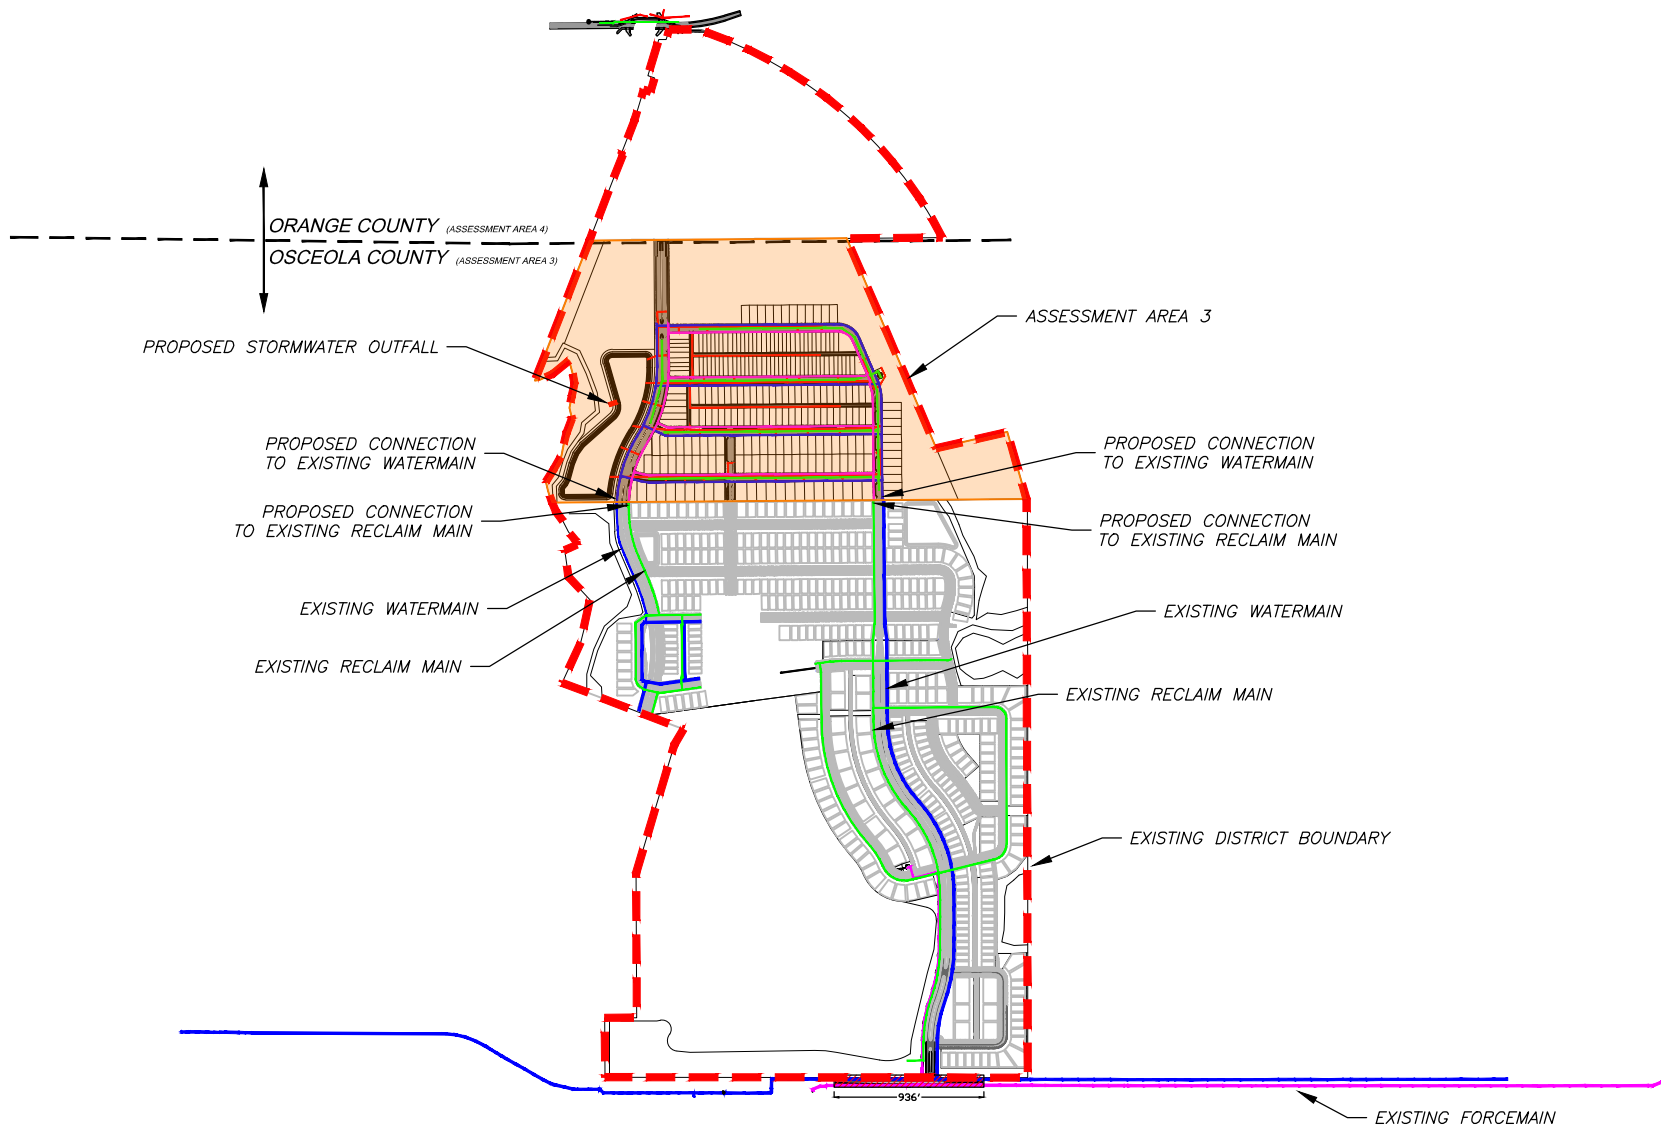 ORANGE COUNTY (ASSESSMENT AREA 4)
OSCEOLA COUNTY (ASSESSMENT AREA 3)
ASSESSMENT AREA 3
PROPOSED STORMWATER OUTFALL
PROPOSED CONNECTION
TO EXISTING WATERMAIN
PROPOSED CONNECTION
TO EXISTING WATERMAIN
PROPOSED CONNECTION
TO EXISTING RECLAIM MAIN
PROPOSED CONNECTION
TO EXISTING RECLAIM MAIN
EXISTING WATERMAIN
EXISTING WATERMAIN
EXISTING RECLAIM MAIN
EXISTING RECLAIM MAIN
EXISTING DISTRICT BOUNDARY
936'
EXISTING FORCEMAIN